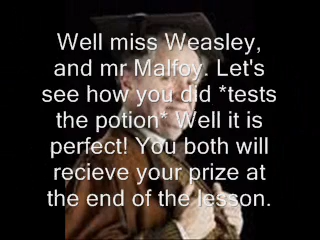 Well miss Weasley,
and mr Malfoy. Let's
see how you did *tests
the potion* Well it is
perfect! You both will
recieve your prize at
the end of the lesson.